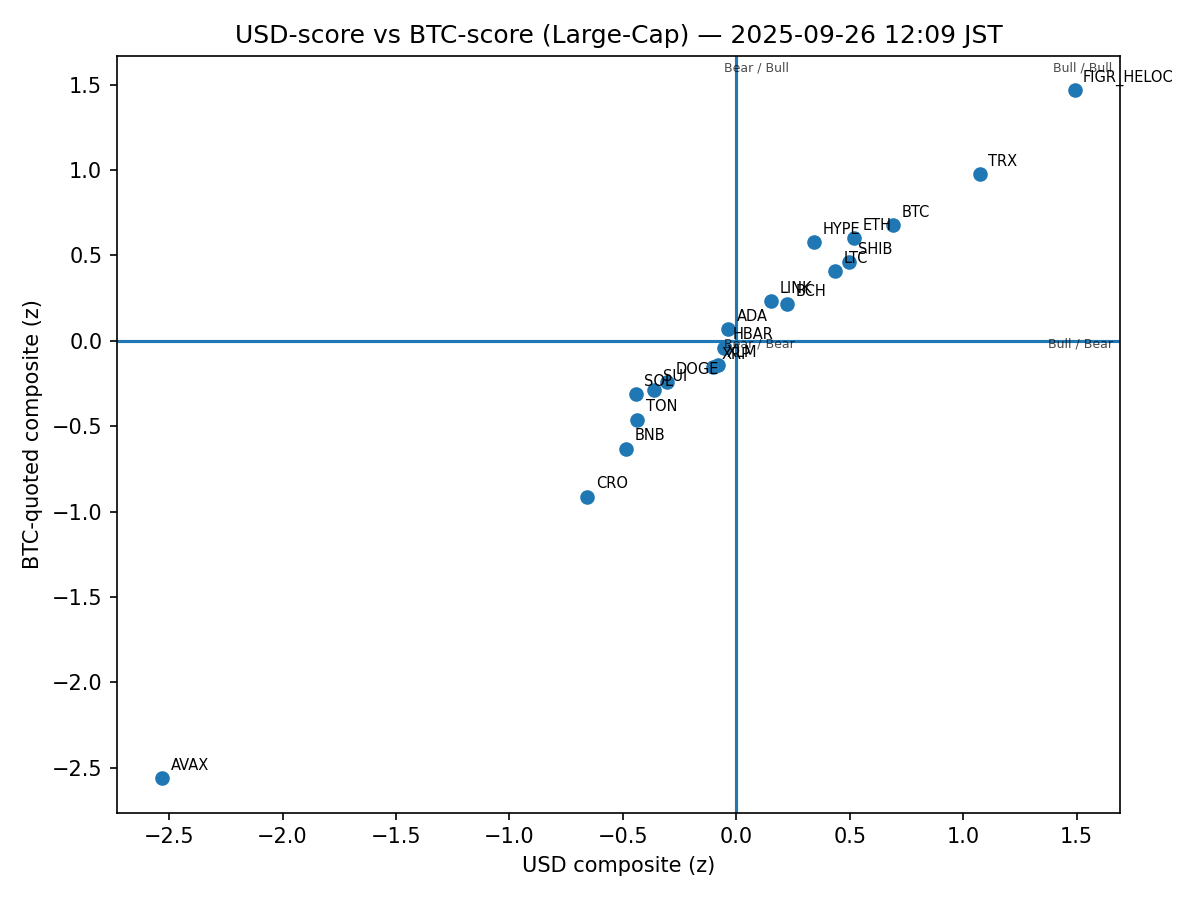 USD-score vs BTC-score (Large-Cap) — 2025-09-26 12:09 JST
Bear / Bull
Bull / Bull
FIGR_HELOC
TRX
BTC
HYPE
ETH
SHIB
LTC
LINK
BCH
ADA
HBAR
Bear / Bear
Bull / Bear
XLM
XRP
DOGE
SUI
SOL
TON
BNB
CRO
AVAX
1.5
1.0
0.5
0.0
−0.5
−1.0
−1.5
−2.0
−2.5
BTC-quoted composite (z)
−2.5
−2.0
−1.5
−1.0
−0.5
0.0
0.5
1.0
1.5
USD composite (z)